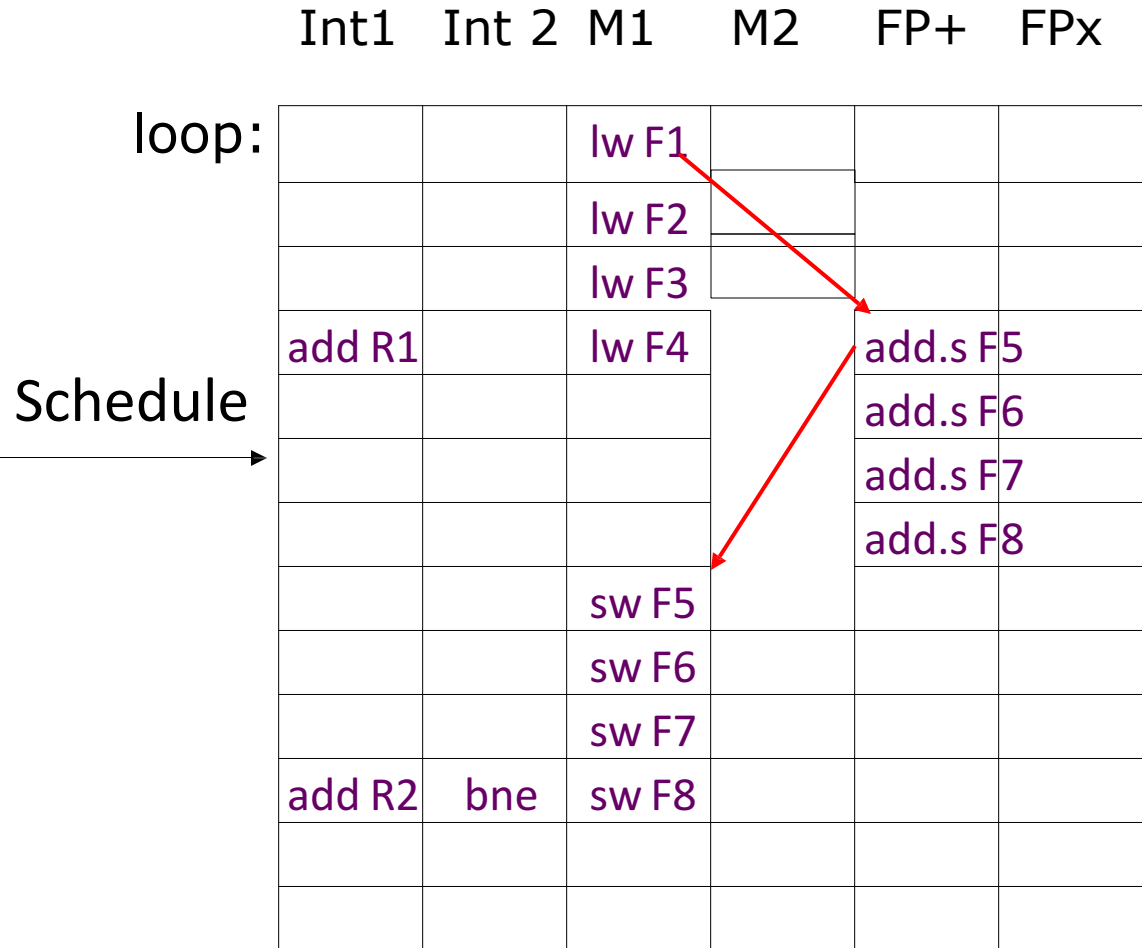 Int1 Int 2 M1 M2 FP+ FPx
loop: lw F1
lw F2
lw F3
add R1 lw F4 add.s F5
Schedule add.s F6
add.s F7
add.s F8
sw F5
sw F6
sw F7
add R2 bne sw F8